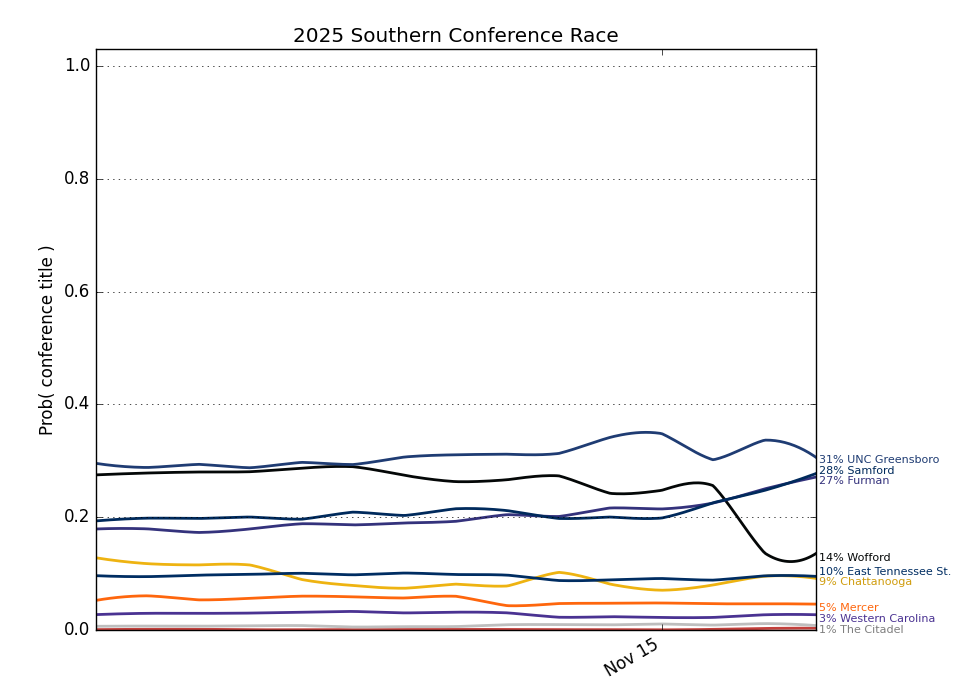 2025 Southern Conference Race
Prob( conference title )
1.0
0.8
0.6
0.4
0.2
0.0
Nov 15
31% UNC Greensboro
28% Samford
27% Furman
14% Wofford
10% East Tennessee St.
9% Chattanooga
5% Mercer
3% Western Carolina
1% The Citadel